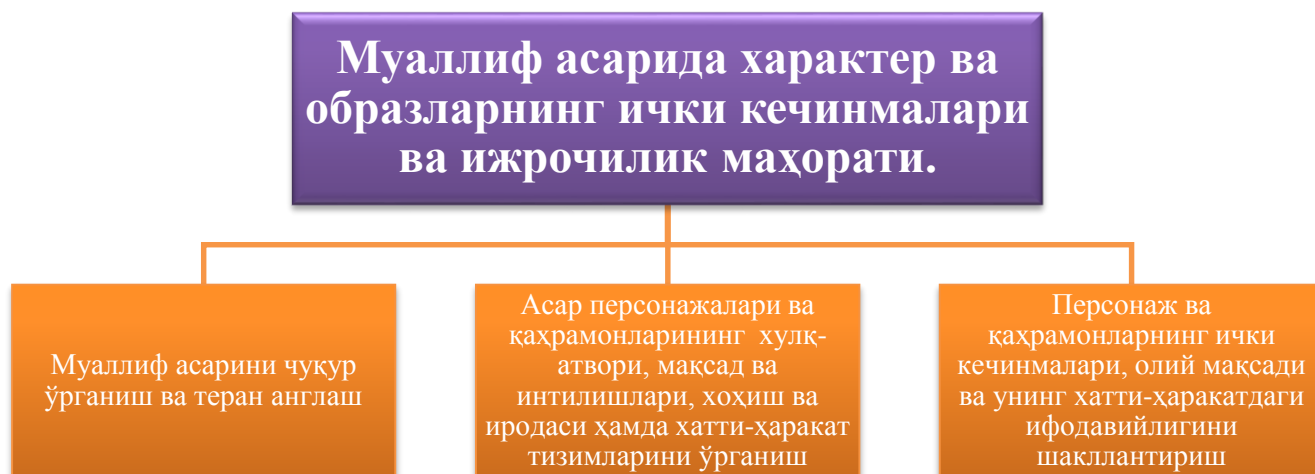 Муаллиф асарида характер ва
образларнинг ички кечинмалари
ва ижрочилик маҳорати.
Муаллиф асарини чуқур
ўрганиш ва теран англаш
Асар персонажалари ва
қаҳрамонларининг хулқ-
атвори, мақсад ва
интилишлари, хоҳиш ва
иродаси ҳамда хатти-ҳаракат
тизимларини ўрганиш
Персонаж ва
қаҳрамонларнинг ички
кечинмалари, олий мақсади
ва унинг хатти-ҳаракатдаги
ифодавийлигини
шакллантириш